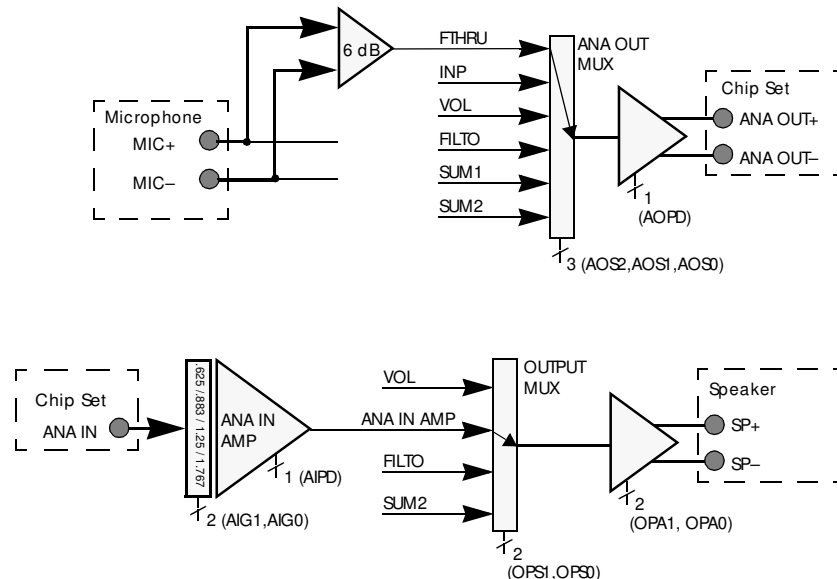 6 dB
FTHRU
ANA OUT
MUX
INP
Chip Set
VOL
Microphone
ANA OUT+
MIC+
FILTO
ANA OUT–
MIC–
SUM1
1
(AOPD)
SUM2
3 (AOS2,AOS1,AOS0)
OUTPUT
MUX
VOL
Speaker
Chip Set
.625 /.883 / 1.25 / 1.767
ANA IN
ANA IN
AMP
ANA IN AMP
SP+
FILTO
SP–
1 (AIPD)
2
(OPA1, OPA0)
SUM2
2 (AIG1,AIG0)
2
(OPS1,OPS0)